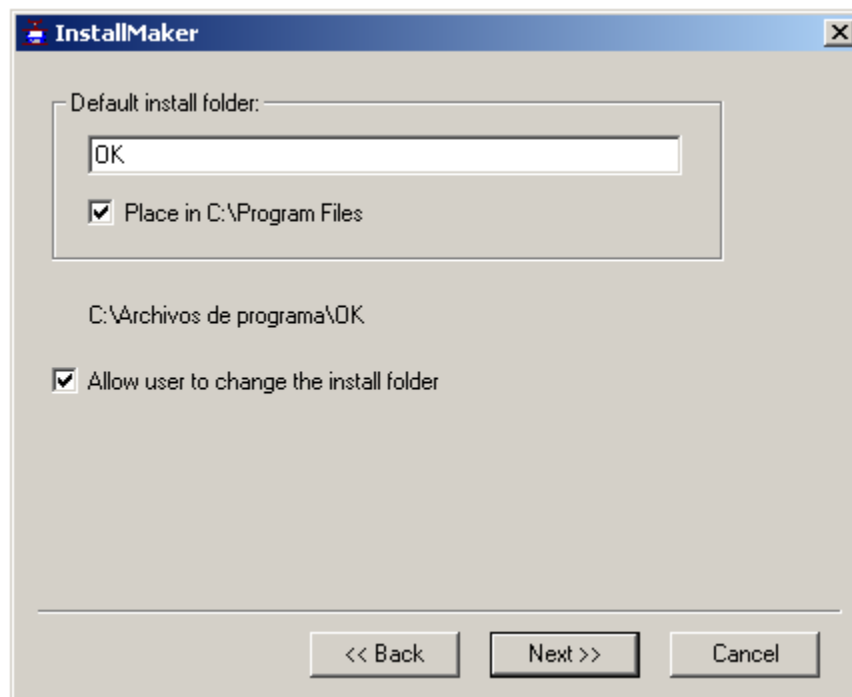 InstallMaker
Default install folder:
OK
Place in C:\Program Files
C:\Archivos de programa\OK
Allow user to change the install folder
<< Back Next >> Cancel